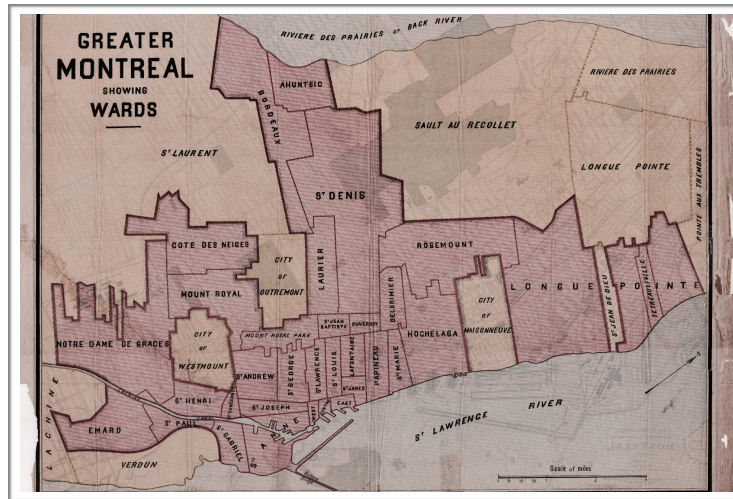 GREATER
MONTREAL
SHOWING
WARDS
RIVIERE DES PRAIRIES OR BACK RIVER
AHUNTSIC
BORDEAUX
SAULT AU RECOLLET
RIVIERE DES PRAIRIES
ST LAURENT
LONGUE POINTE
POINTE AUX TREMBLES
ST DENIS
COTE DES NEIGES
CITY
OF
OUTREMONT
LAURIER
ROSEMOUNT
MOUNT ROYAL
DELORIMIER
CITY
OF
MAISONNEUVE
LONGUE POINTE
ST JEAN DE DIEU
TETREAULTVILLE
NOTRE DAME DE GRACES
CITY
OF
WESTMOUNT
MOUNT ROYAL PARK
ST JEAN
BAPTISTE
DUVERNAY
HOCHELAGA
ST ANDREW
ST GEORGE
ST LAWRENCE
ST LOUIS
LAFONTAINE
PAPINEAU
ST MARIE
ST JAMES
LACHINE
ST HENRI
ST JOSEPH
WEST
EAST
EMARD
ST PAUL
ST GABRIEL
ST ANNE
VERDUN
ST LAWRENCE RIVER
N
Scale of miles